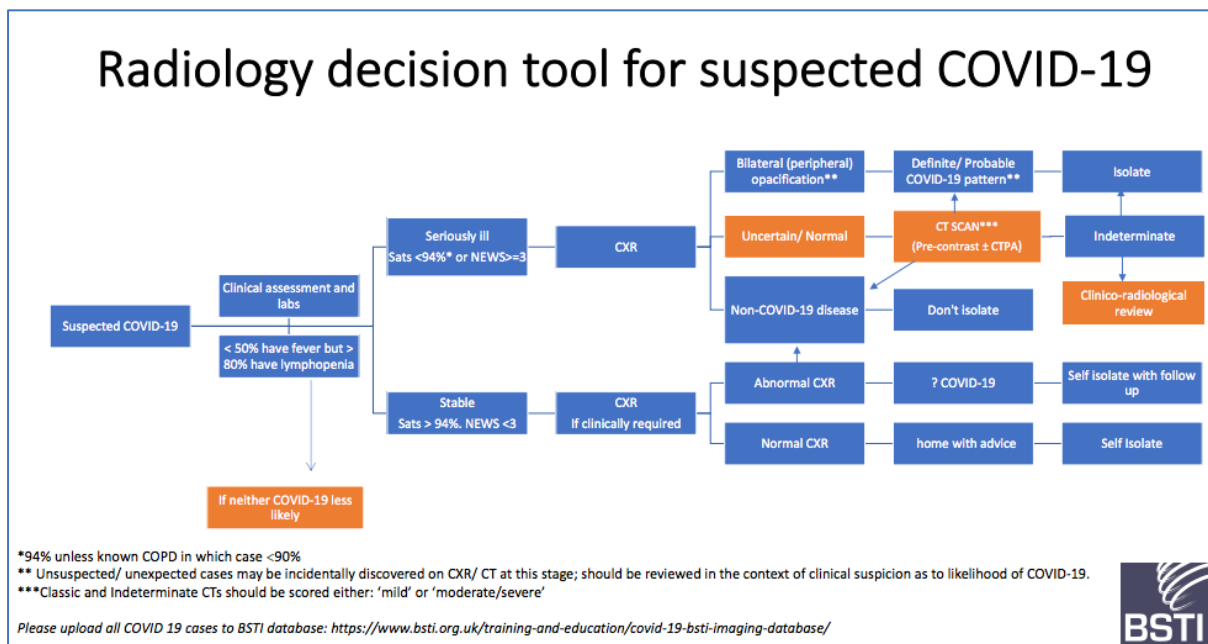 Radiology decision tool for suspected COVID-19
Suspected COVID-19
Clinical assessment and
labs
< 50% have fever but >
80% have lymphopenia
If neither COVID-19 less
likely
Seriously ill
Sats <94%* or NEWS>=3
CXR
Bilateral (peripheral)
opacification**
Definite/ Probable
COVID-19 pattern**
Isolate
Uncertain/ Normal
CT SCAN***
(Pre-contrast ± CTPA)
Indeterminate
Clinico-radiological
review
Non-COVID-19 disease
Don't isolate
Stable
Sats > 94%. NEWS <3
CXR
If clinically required
Abnormal CXR
? COVID-19
Self isolate with follow
up
Normal CXR
home with advice
Self Isolate
*94% unless known COPD in which case <90%
** Unsuspected/ unexpected cases may be incidentally discovered on CXR/ CT at this stage; should be reviewed in the context of clinical suspicion as to likelihood of COVID-19.
***Classic and Indeterminate CTs should be scored either: ‘mild’ or ‘moderate/severe’
Please upload all COVID 19 cases to BSTI database: https://www.bsti.org.uk/training-and-education/covid-19-bsti-imaging-database/
BSTI